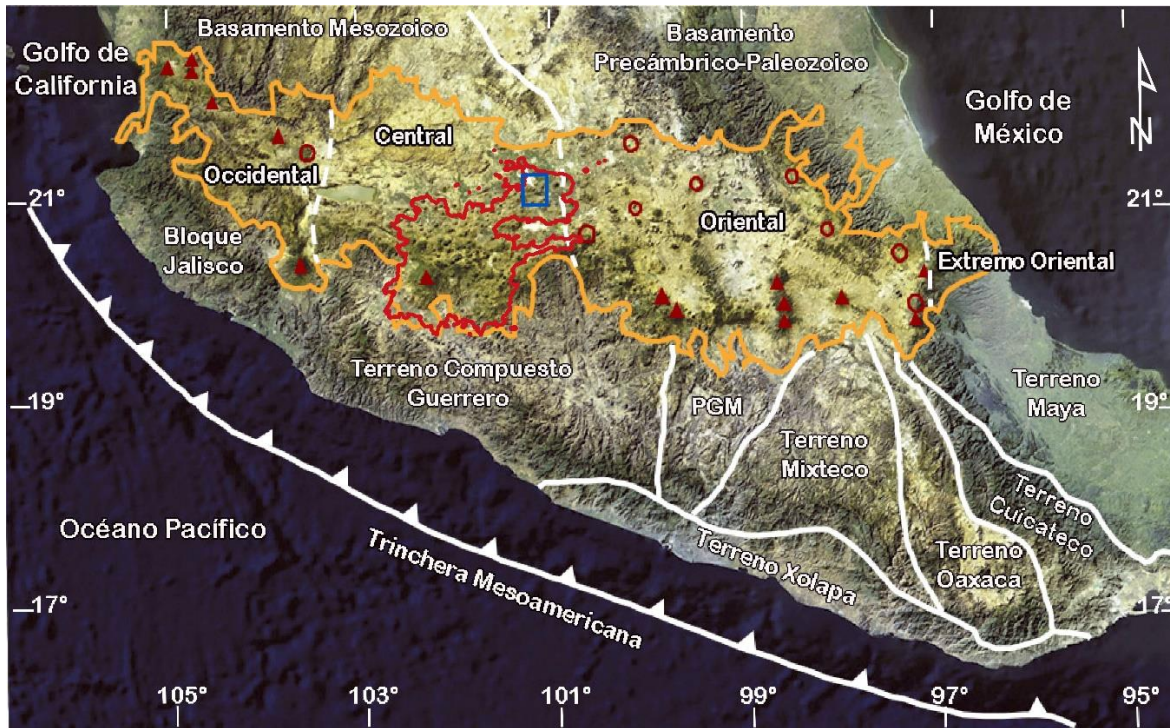 Basamento Mesozoico
Basamento
Precámbrico-Paleozoico
Golfo de
California
Golfo de
México
N
Central
Occidental
Oriental
Extremo Oriental
21°
21°
Bloque
Jalisco
Terreno Compuesto
Guerrero
PGM
Terreno
Maya
19°
19°
Terreno
Mixteco
Terreno
Cuicateco
Océano Pacífico
Trinchera Mesoamericana
Terreno Xolapa
Terreno
Oaxaca
17°
17°
105°
103°
101°
99°
97°
95°